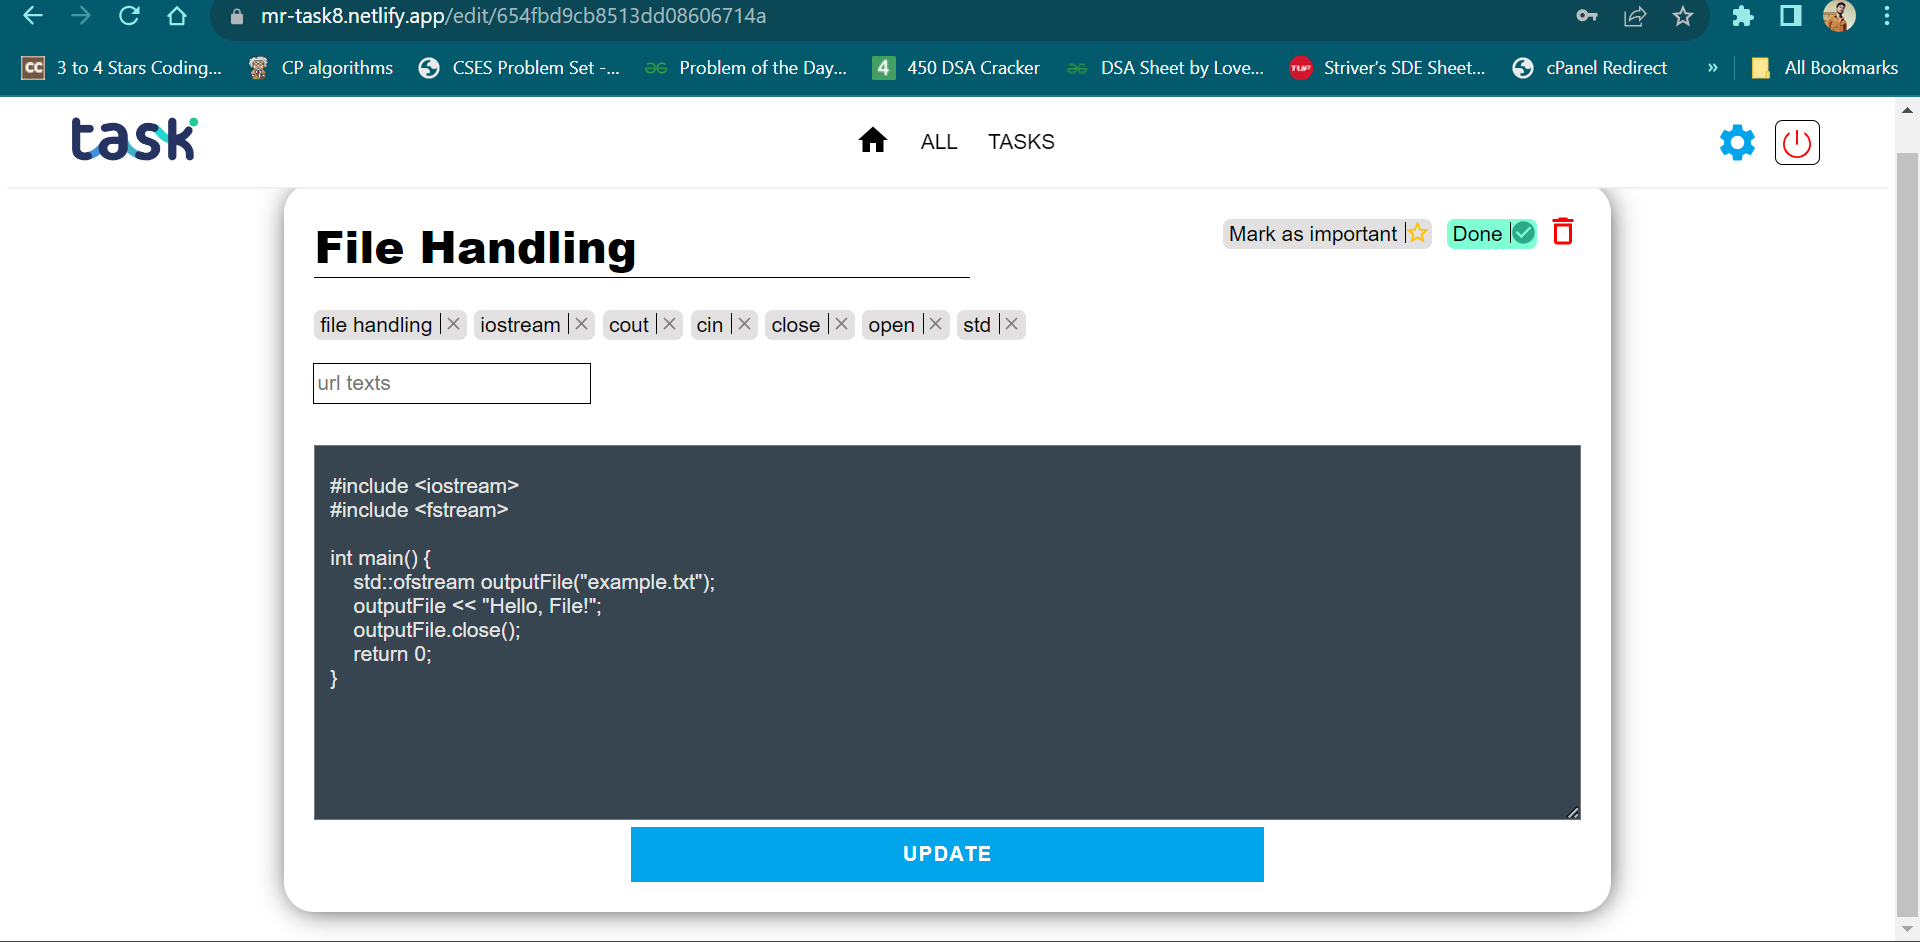 mr-task8.netlify.app/edit/654fbd9cb8513dd08606714a
CC 3 to 4 Stars Coding... CP algorithms CSES Problem Set -... Problem of the Day... 4 450 DSA Cracker DSA Sheet by Love... TUF Striver's SDE Sheet... cPanel Redirect » All Bookmarks
task ALL TASKS
File Handling Mark as important Done
file handling iostream cout cin close open std
url texts
#include <iostream>
#include <fstream>
int main() {
std::ofstream outputFile("example.txt");
outputFile << "Hello, File!";
outputFile.close();
return 0;
}
UPDATE